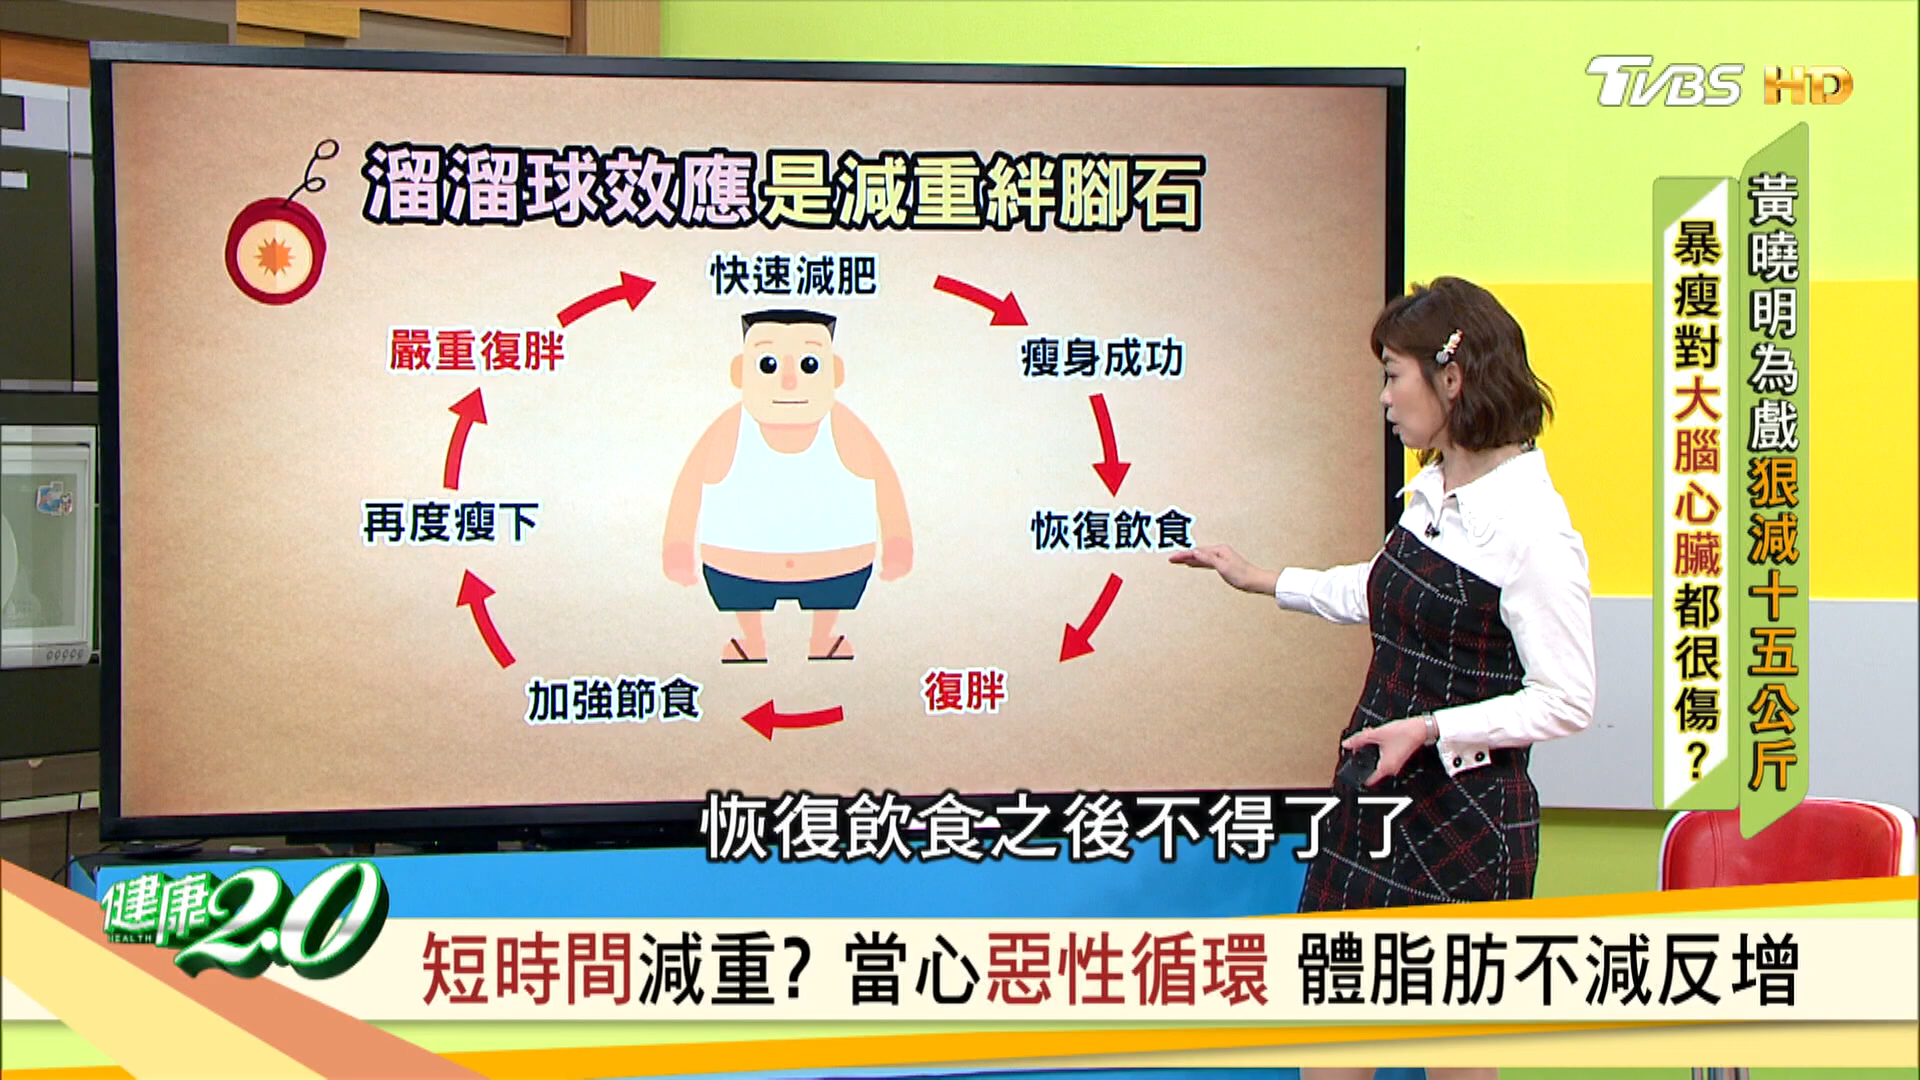 TVBS HD
黃曉明為戲狠減十五公斤
暴瘦對大腦心臟都很傷?
溜溜球效應是減重絆腳石
快速減肥
瘦身成功
恢復飲食
復胖
加強節食
再度瘦下
嚴重復胖
恢復飲食之後不得了了
健康2.0
HEALTH
短時間減重? 當心惡性循環 體脂肪不減反增